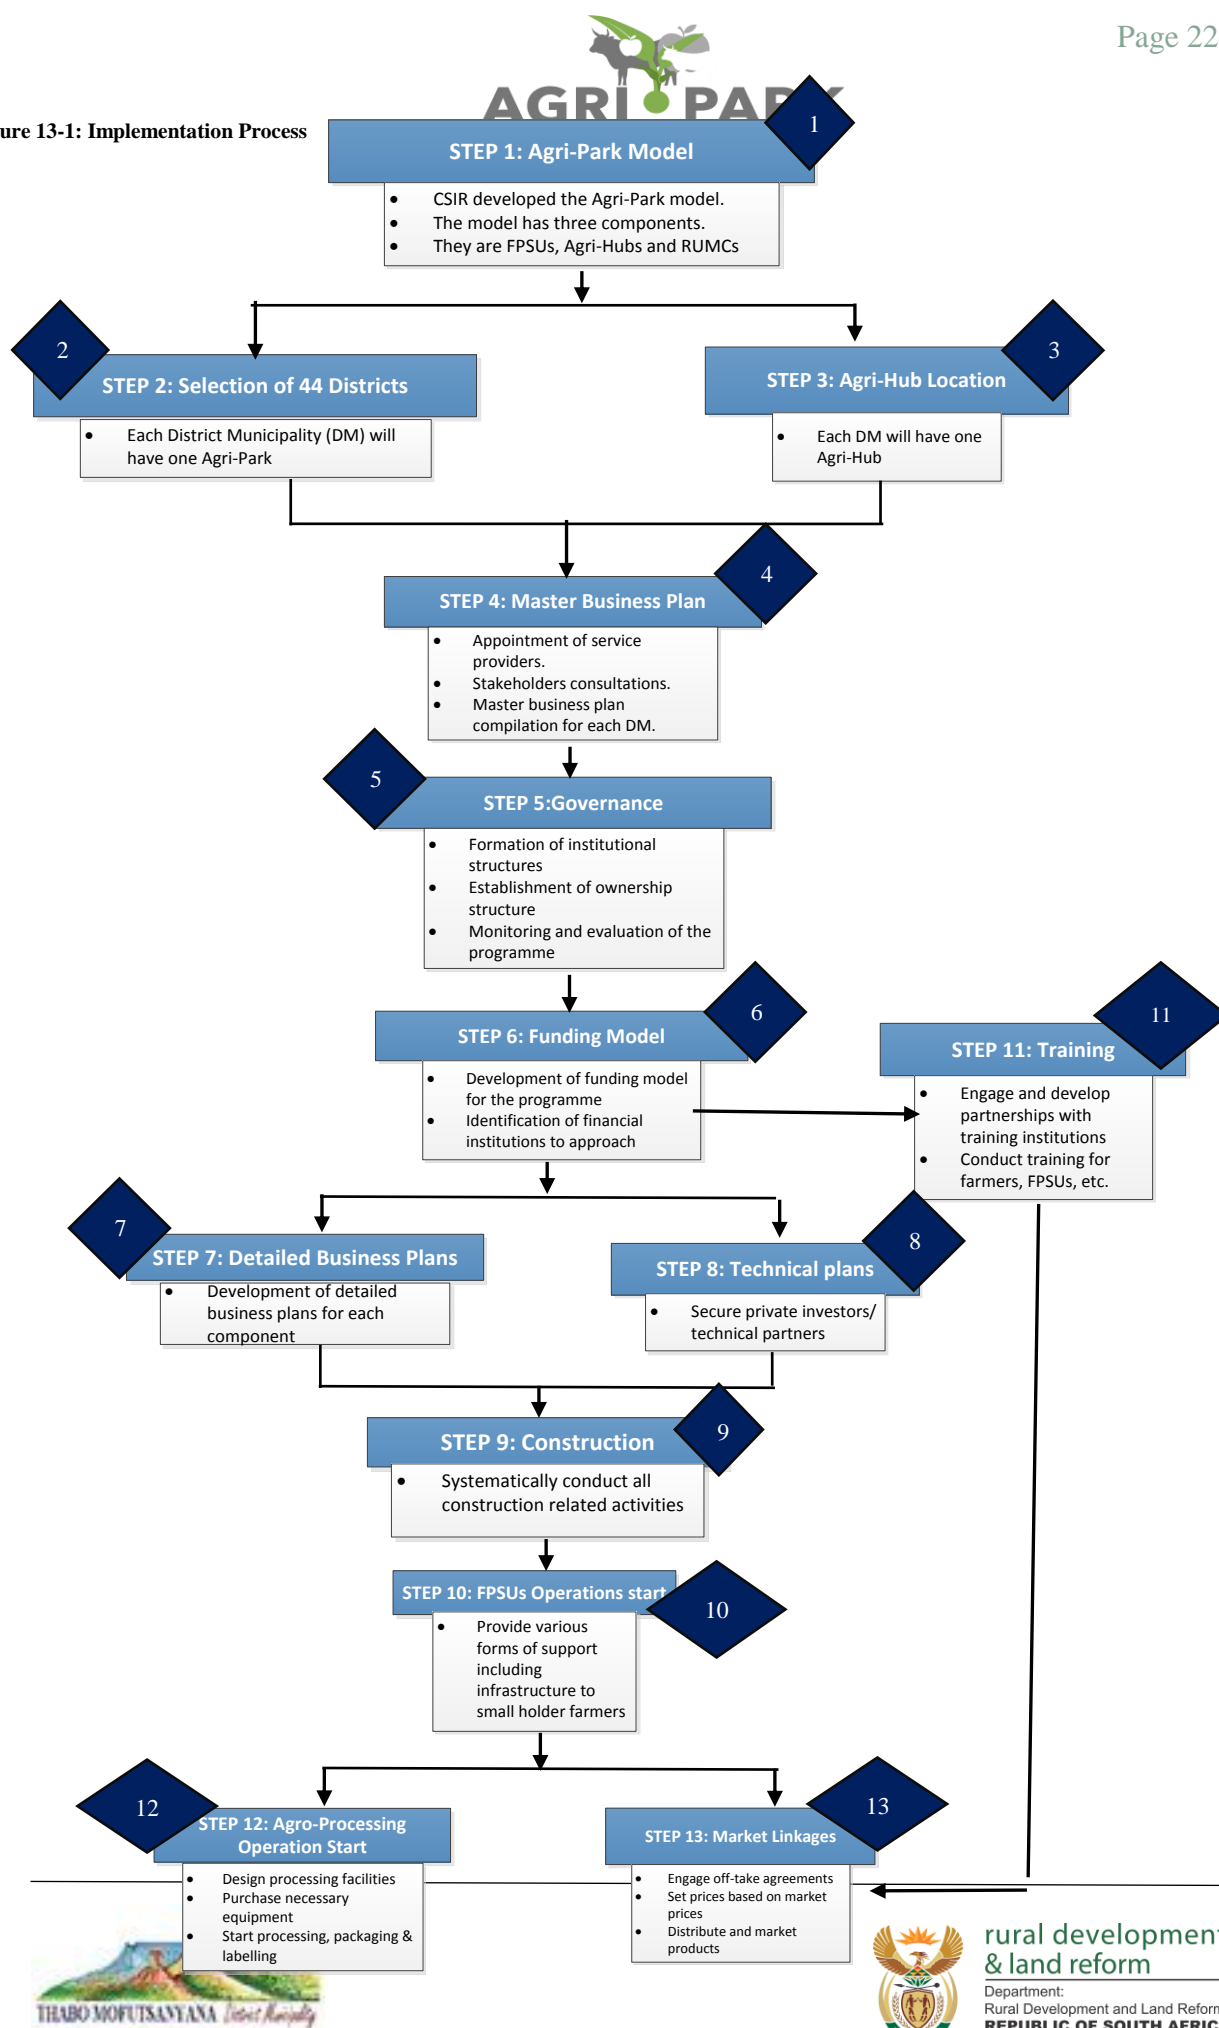 Page 22
AGRI PARK
ure 13-1: Implementation Process
1
STEP 1: Agri-Park Model
• CSIR developed the Agri-Park model.
• The model has three components.
• They are FPSUs, Agri-Hubs and RUMCs
2
STEP 2: Selection of 44 Districts
• Each District Municipality (DM) will
have one Agri-Park
3
STEP 3: Agri-Hub Location
• Each DM will have one
Agri-Hub
4
STEP 4: Master Business Plan
• Appointment of service
providers.
• Stakeholders consultations.
• Master business plan
compilation for each DM.
5
STEP 5:Governance
• Formation of institutional
structures
• Establishment of ownership
structure
• Monitoring and evaluation of the
programme
6
STEP 6: Funding Model
• Development of funding model
for the programme
• Identification of financial
institutions to approach
11
STEP 11: Training
• Engage and develop
partnerships with
training institutions
• Conduct training for
farmers, FPSUs, etc.
7
STEP 7: Detailed Business Plans
• Development of detailed
business plans for each
component
8
STEP 8: Technical plans
• Secure private investors/
technical partners
9
STEP 9: Construction
• Systematically conduct all
construction related activities
10
STEP 10: FPSUs Operations start
• Provide various
forms of support
including
infrastructure to
small holder farmers
12
STEP 12: Agro-Processing
Operation Start
• Design processing facilities
• Purchase necessary
equipment
• Start processing, packaging &
labelling
13
STEP 13: Market Linkages
• Engage off-take agreements
• Set prices based on market
prices
• Distribute and market
products
THABO MOFUTSANYANA District Municipality
rural development
& land reform
Department:
Rural Development and Land Reform
REPUBLIC OF SOUTH AFRIC